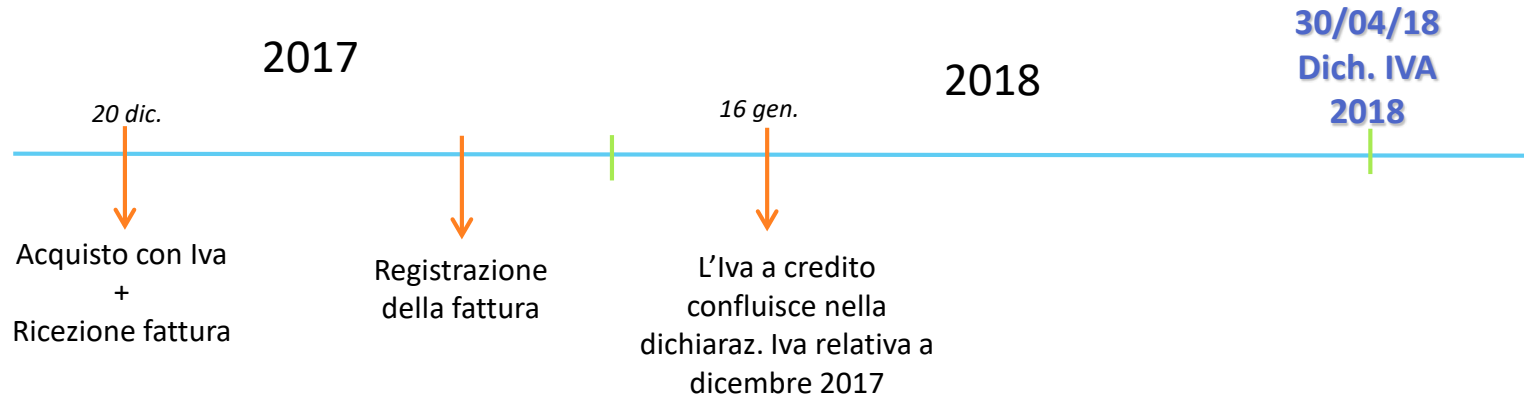 2017
2018
30/04/18
Dich. IVA
2018
20 dic.
16 gen.
Acquisto con Iva
+
Ricezione fattura
Registrazione
della fattura
L’Iva a credito
confluisce nella
dichiaraz. Iva relativa a
dicembre 2017